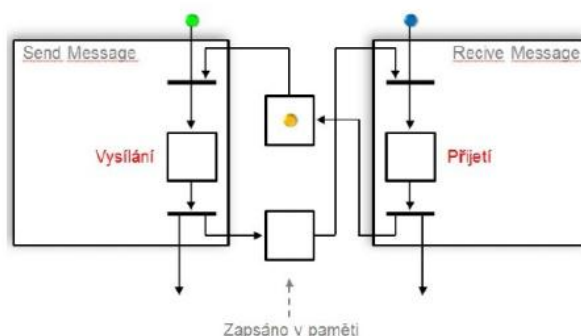 Send Message
Recive Message
Vysílání
Přijetí
Zapsáno v paměti